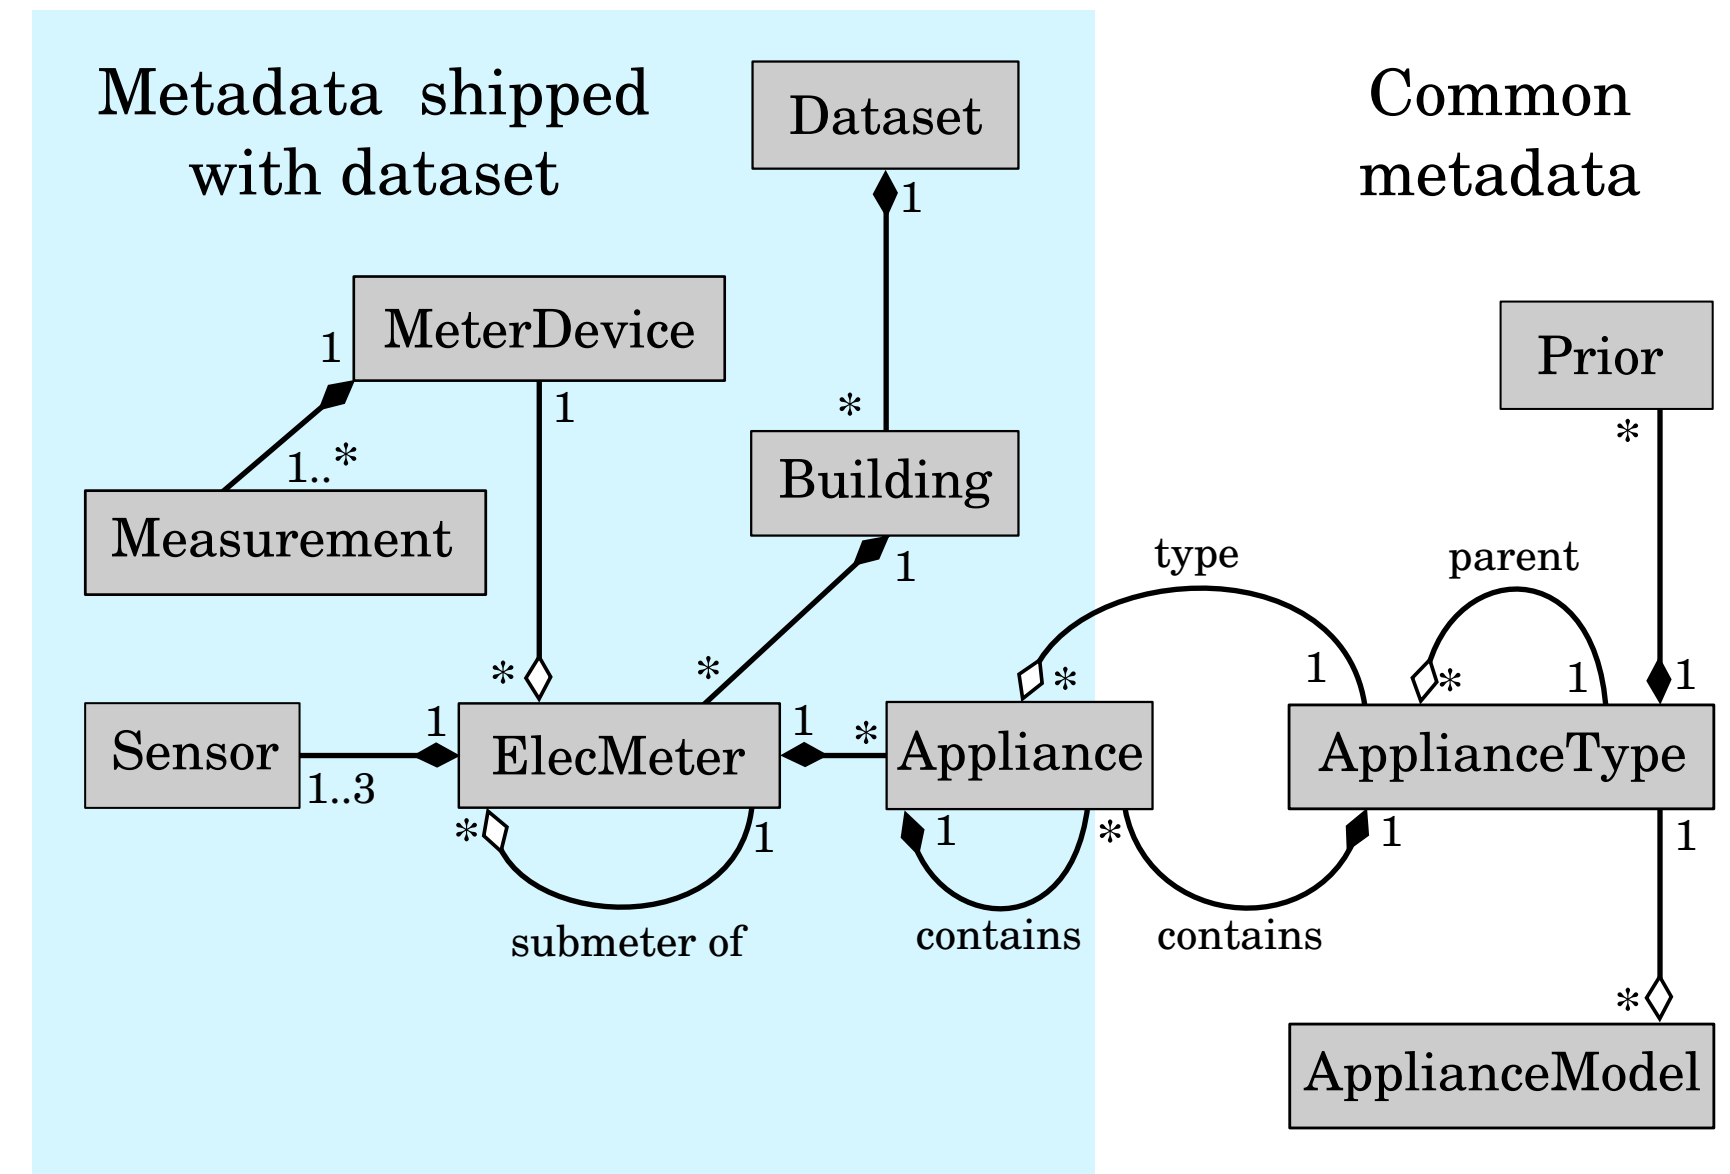 Metadata shipped
with dataset
Common
metadata
Dataset
1
*
MeterDevice
1
1
1..*
Measurement
Building
1
*
*
Prior
*
1
type
*
1
parent
*
1
Sensor
1..3
1
ElecMeter
1
*
Appliance
ApplianceType
*
1
submeter of
1
*
contains
contains
1
1
*
ApplianceModel